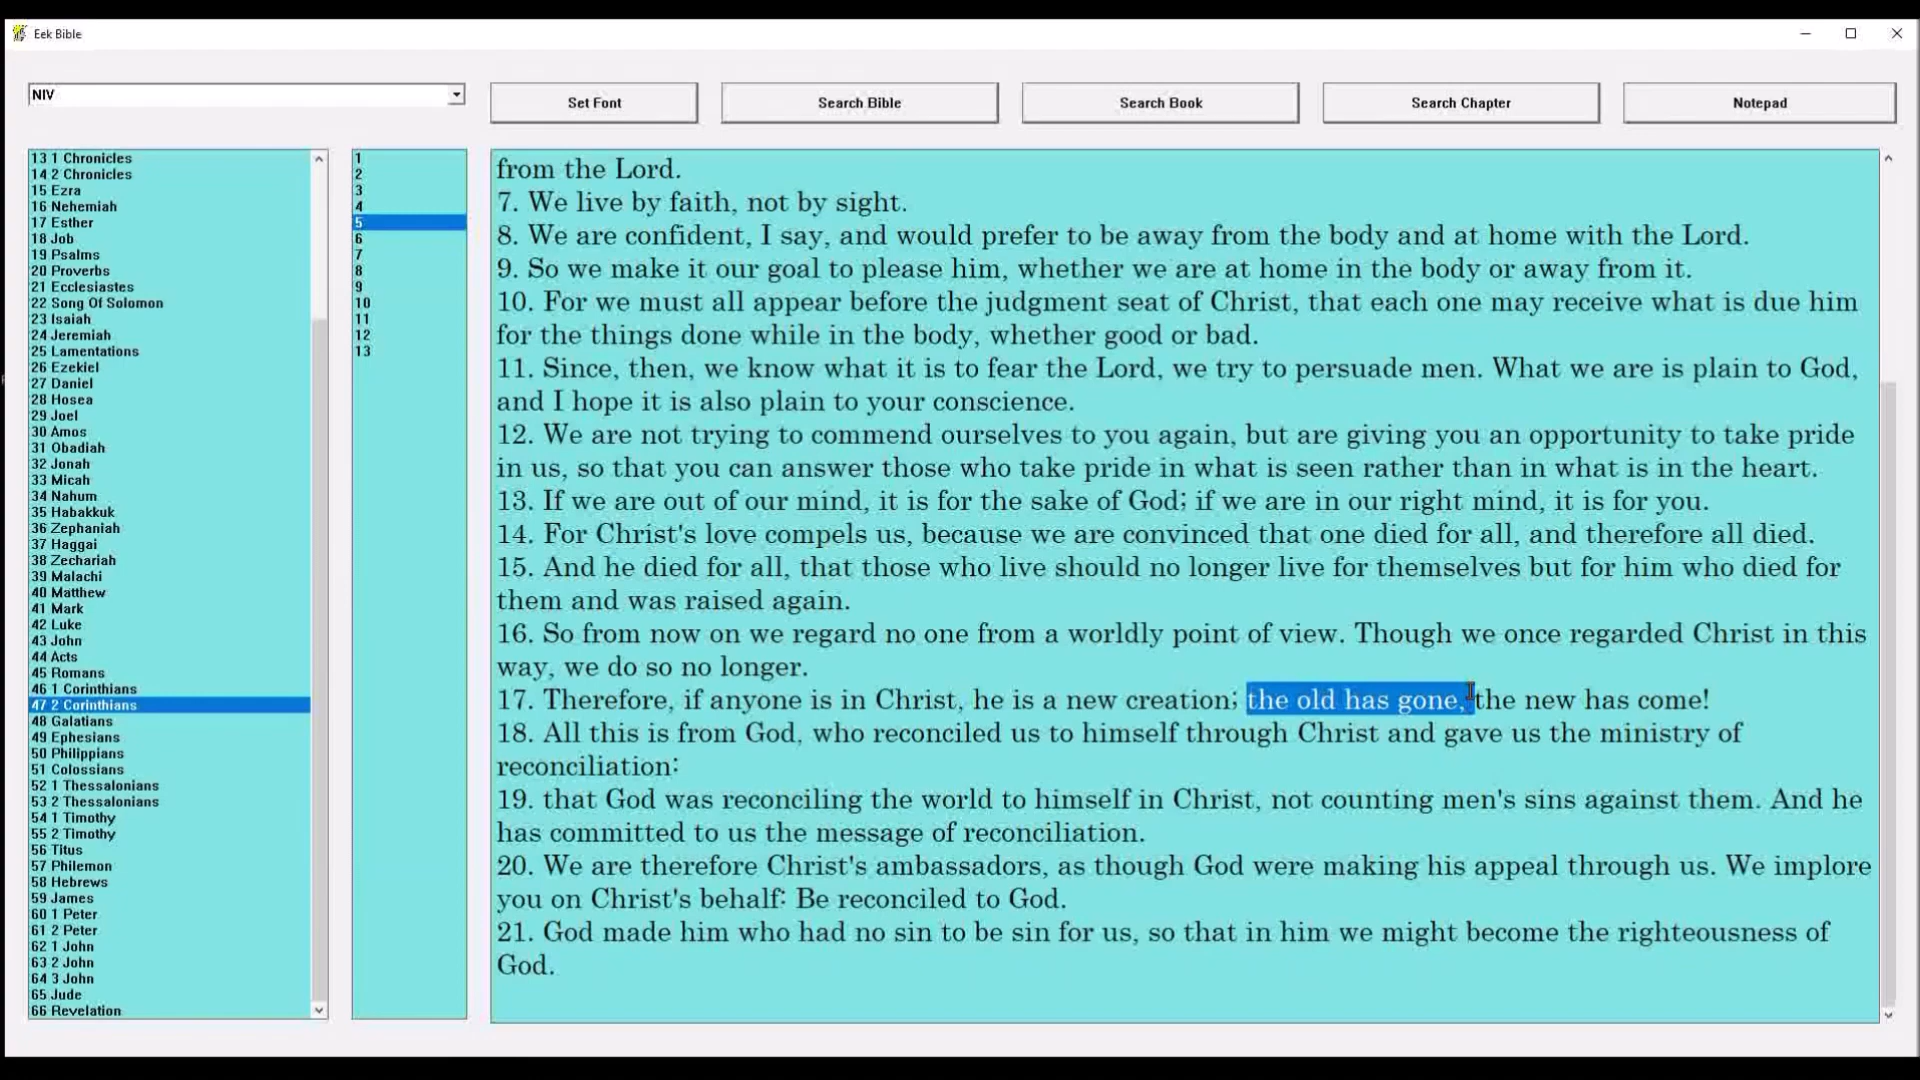 Eek Bible
NIV
Set Font
Search Bible
Search Book
Search Chapter
Notepad
13 1 Chronicles
14 2 Chronicles
15 Ezra
16 Nehemiah
17 Esther
18 Job
19 Psalms
20 Proverbs
21 Ecclesiastes
22 Song Of Solomon
23 Isaiah
24 Jeremiah
25 Lamentations
26 Ezekiel
27 Daniel
28 Hosea
29 Joel
30 Amos
31 Obadiah
32 Jonah
33 Micah
34 Nahum
35 Habakkuk
36 Zephaniah
37 Haggai
38 Zechariah
39 Malachi
40 Matthew
41 Mark
42 Luke
43 John
44 Acts
45 Romans
46 1 Corinthians
47 2 Corinthians
48 Galatians
49 Ephesians
50 Philippians
51 Colossians
52 1 Thessalonians
53 2 Thessalonians
54 1 Timothy
55 2 Timothy
56 Titus
57 Philemon
58 Hebrews
59 James
60 1 Peter
61 2 Peter
62 1 John
63 2 John
64 3 John
65 Jude
66 Revelation
1
2
3
4
5
6
7
8
9
10
11
12
13
from the Lord.
7. We live by faith, not by sight.
8. We are confident, I say, and would prefer to be away from the body and at home with the Lord.
9. So we make it our goal to please him, whether we are at home in the body or away from it.
10. For we must all appear before the judgment seat of Christ, that each one may receive what is due him
for the things done while in the body, whether good or bad.
11. Since, then, we know what it is to fear the Lord, we try to persuade men. What we are is plain to God,
and I hope it is also plain to your conscience.
12. We are not trying to commend ourselves to you again, but are giving you an opportunity to take pride
in us, so that you can answer those who take pride in what is seen rather than in what is in the heart.
13. If we are out of our mind, it is for the sake of God; if we are in our right mind, it is for you.
14. For Christ's love compels us, because we are convinced that one died for all, and therefore all died.
15. And he died for all, that those who live should no longer live for themselves but for him who died for
them and was raised again.
16. So from now on we regard no one from a worldly point of view. Though we once regarded Christ in this
way, we do so no longer.
17. Therefore, if anyone is in Christ, he is a new creation; the old has gone, the new has come!
18. All this is from God, who reconciled us to himself through Christ and gave us the ministry of
reconciliation:
19. that God was reconciling the world to himself in Christ, not counting men's sins against them. And he
has committed to us the message of reconciliation.
20. We are therefore Christ's ambassadors, as though God were making his appeal through us. We implore
you on Christ's behalf: Be reconciled to God.
21. God made him who had no sin to be sin for us, so that in him we might become the righteousness of
God.